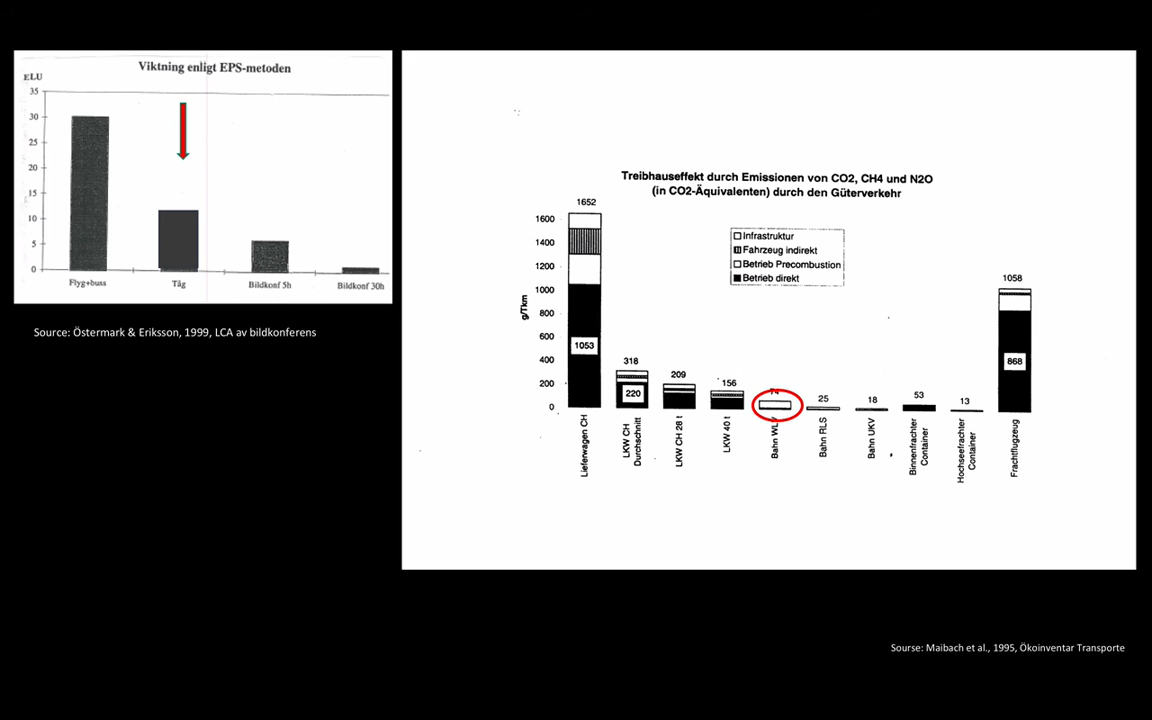 Viktning enligt EPS-metoden
ELU
35
30
25
20
15
10
5
0
Flyg+buss
Tåg
Bildkonf 5h
Bildkonf 30h
Source: Östermark & Eriksson, 1999, LCA av bildkonferens
Treibhauseffekt durch Emissionen von CO2, CH4 und N2O
(in CO2-Äquivalenten) durch den Güterverkehr
g/Tkm
1600
1400
1200
1000
800
600
400
200
0
Infrastruktur
Fahrzeug indirekt
Betrieb Precombustion
Betrieb direkt
1652
1053
318
220
209
156
74
25
18
53
13
1058
868
Lieferwagen CH
LKW CH
Durchschnitt
LKW CH 28 t
LKW 40 t
Bahn WLV
Bahn RLS
Bahn UKV
Binnenfrachter
Container
Hochseefrachter
Container
Frachtflugzeug
Sourse: Maibach et al., 1995, Ökoinventar Transporte